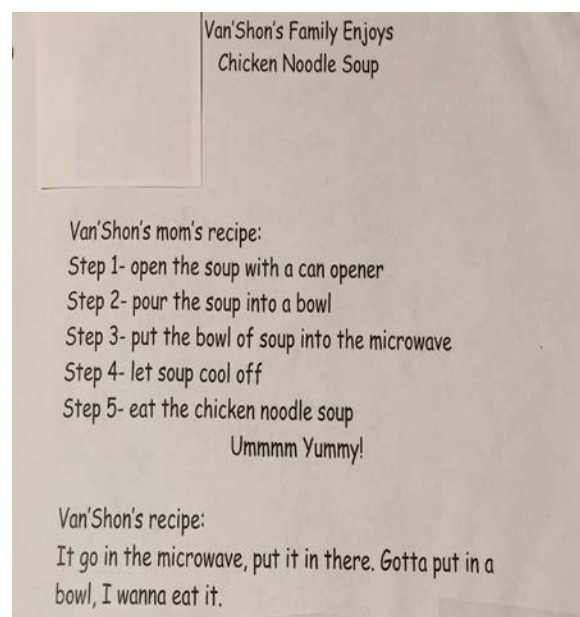 Van'Shon's Family Enjoys
Chicken Noodle Soup
Van'Shon's mom's recipe:
Step 1- open the soup with a can opener
Step 2- pour the soup into a bowl
Step 3- put the bowl of soup into the microwave
Step 4- let soup cool off
Step 5- eat the chicken noodle soup
Ummmm Yummy!
Van'Shon's recipe:
It go in the microwave, put it in there. Gotta put in a
bowl, I wanna eat it.